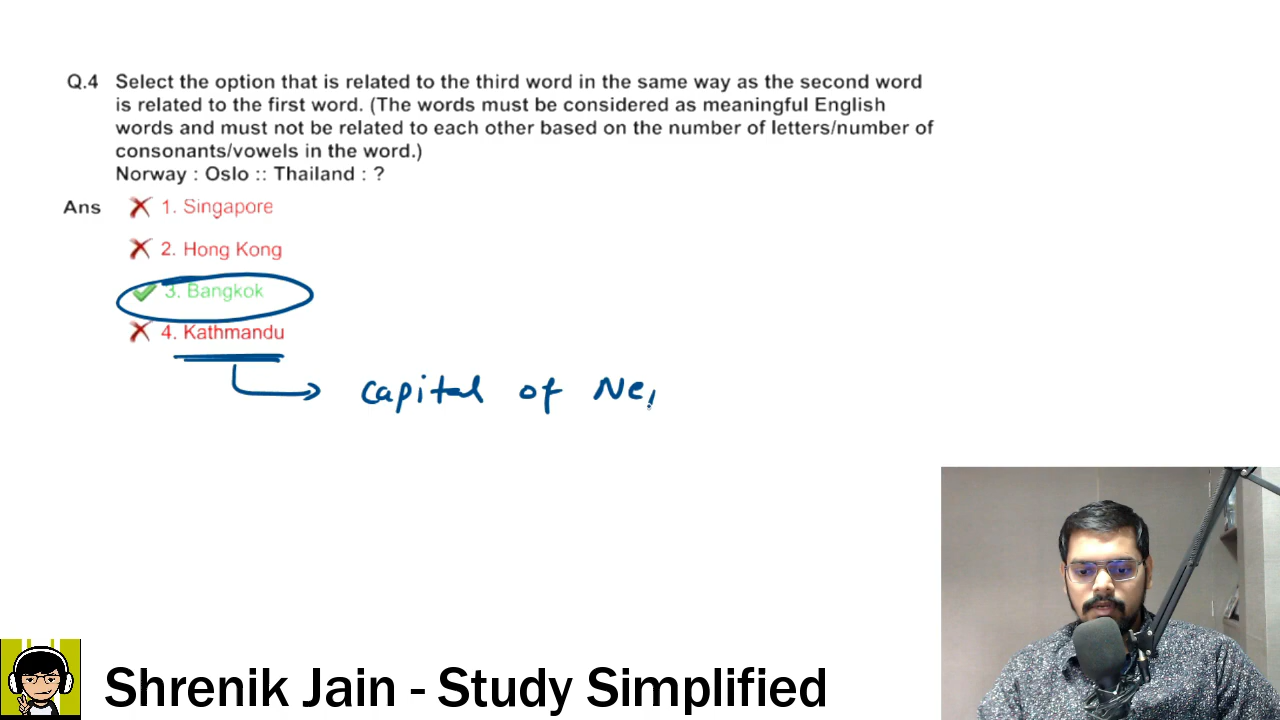 Q.4 Select the option that is related to the third word in the same way as the second word
is related to the first word. (The words must be considered as meaningful English
words and must not be related to each other based on the number of letters/number of
consonants/vowels in the word.)
Norway : Oslo :: Thailand : ?
Ans 1. Singapore
2. Hong Kong
3. Bangkok
4. Kathmandu
capital of
Shrenik Jain - Study Simplified